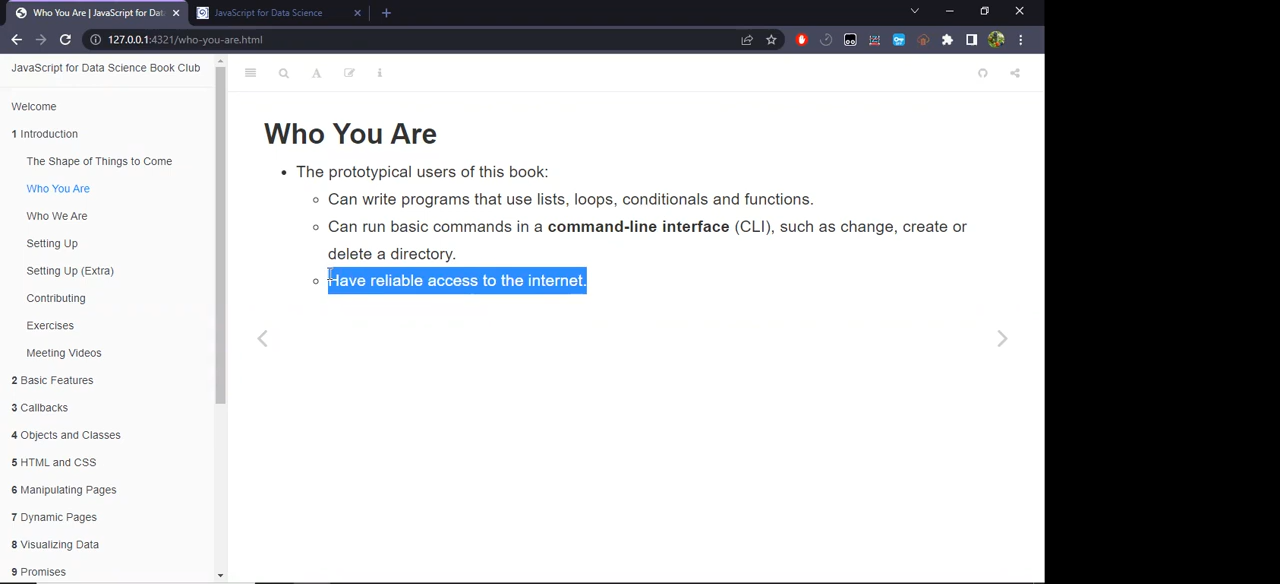 Who You Are | JavaScript for Dat
JavaScript for Data Science
127.0.0.1:4321/who-you-are.html
JavaScript for Data Science Book Club
Welcome
1 Introduction
The Shape of Things to Come
Who You Are
Who We Are
Setting Up
Setting Up (Extra)
Contributing
Exercises
Meeting Videos
2 Basic Features
3 Callbacks
4 Objects and Classes
5 HTML and CSS
6 Manipulating Pages
7 Dynamic Pages
8 Visualizing Data
9 Promises
Who You Are
• The prototypical users of this book:
◦ Can write programs that use lists, loops, conditionals and functions.
◦ Can run basic commands in a command-line interface (CLI), such as change, create or
delete a directory.
◦ Have reliable access to the internet.